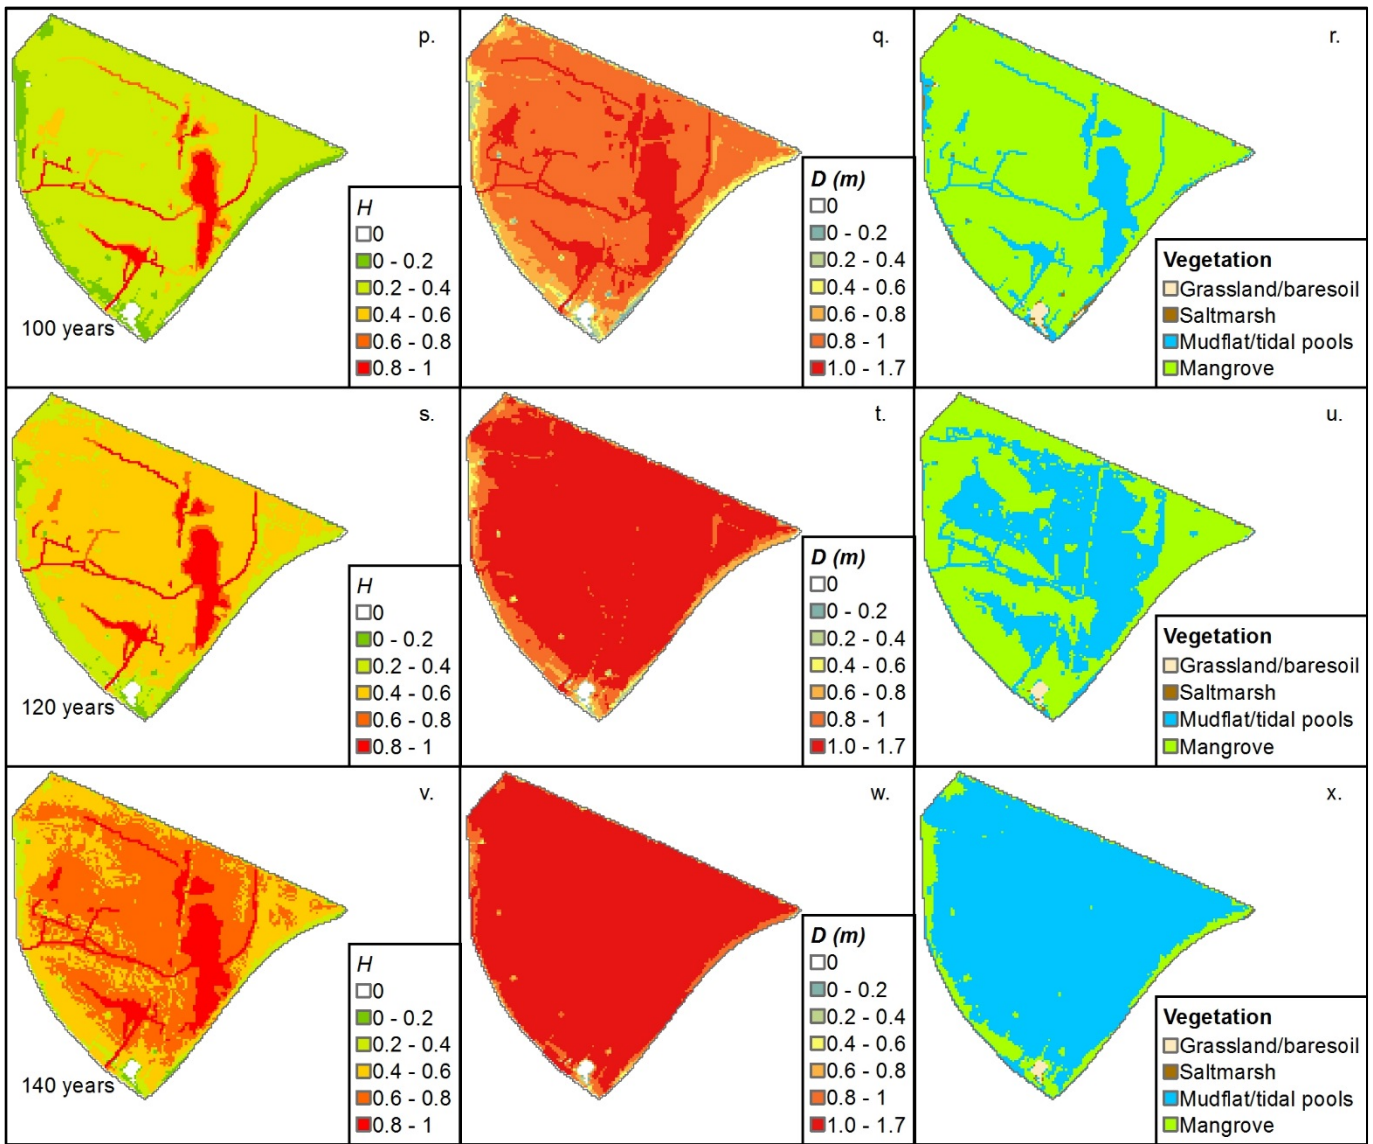 p.
H
0
0 - 0.2
0.2 - 0.4
0.4 - 0.6
0.6 - 0.8
0.8 - 1
100 years
q.
D (m)
0
0 - 0.2
0.2 - 0.4
0.4 - 0.6
0.6 - 0.8
0.8 - 1
1.0 - 1.7
r.
Vegetation
Grassland/baresoil
Saltmarsh
Mudflat/tidal pools
Mangrove
s.
H
0
0 - 0.2
0.2 - 0.4
0.4 - 0.6
0.6 - 0.8
0.8 - 1
120 years
t.
D (m)
0
0 - 0.2
0.2 - 0.4
0.4 - 0.6
0.6 - 0.8
0.8 - 1
1.0 - 1.7
u.
Vegetation
Grassland/baresoil
Saltmarsh
Mudflat/tidal pools
Mangrove
v.
H
0
0 - 0.2
0.2 - 0.4
0.4 - 0.6
0.6 - 0.8
0.8 - 1
140 years
w.
D (m)
0
0 - 0.2
0.2 - 0.4
0.4 - 0.6
0.6 - 0.8
0.8 - 1
1.0 - 1.7
x.
Vegetation
Grassland/baresoil
Saltmarsh
Mudflat/tidal pools
Mangrove